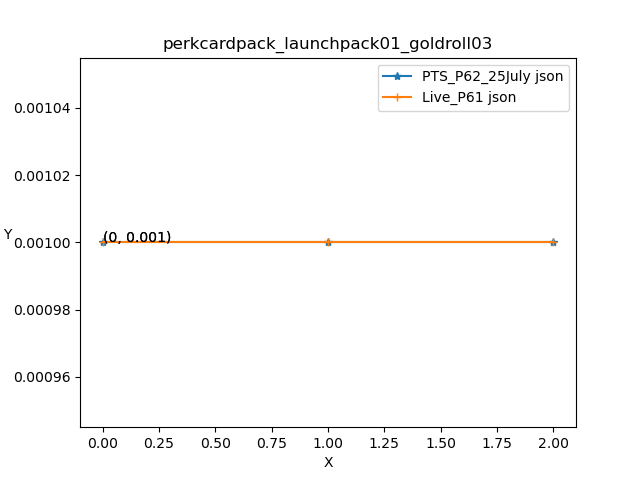 perkcardpack_launchpack01_goldroll03
PTS_P62_25July json
Live_P61 json
0.00104
0.00102
(0, 0.001)
Y
0.00100
0.00098
0.00096
0.00 0.25 0.50 0.75 1.00 1.25 1.50 1.75 2.00
X